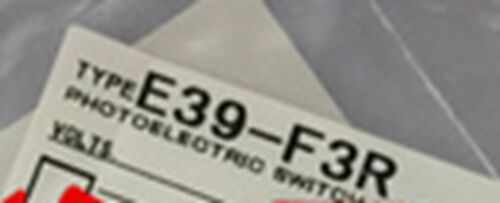 TYPE E39-F3R
PHOTOELECTRIC SWITCH
VOLTS